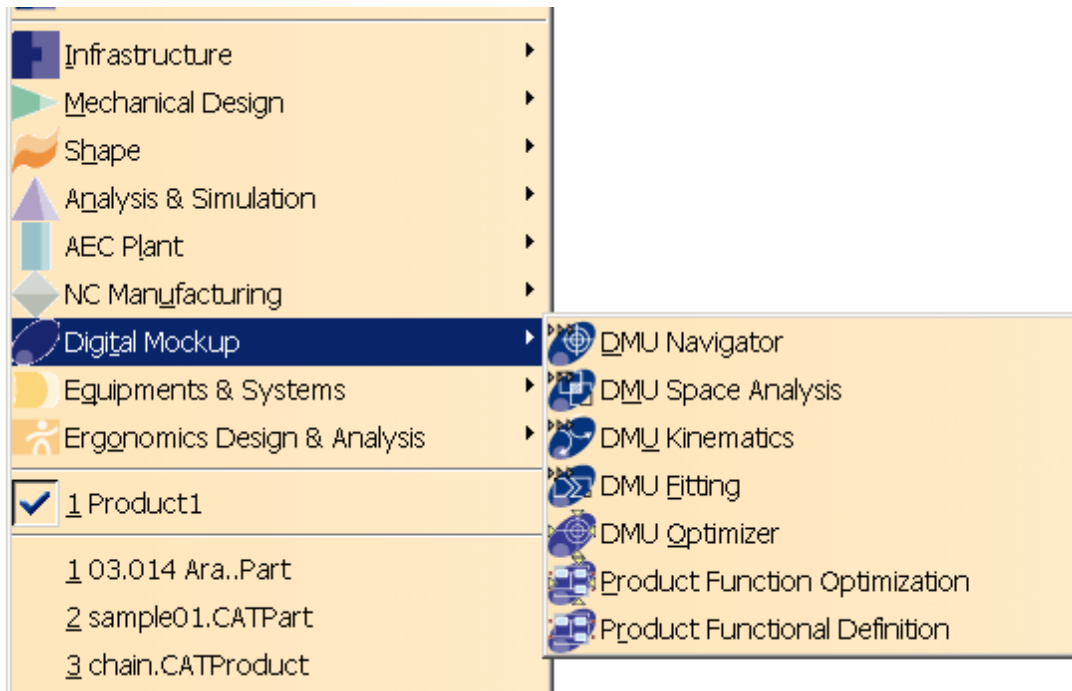 Infrastructure
Mechanical Design
Shape
Analysis & Simulation
AEC Plant
NC Manufacturing
Digital Mockup
Equipments & Systems
Ergonomics Design & Analysis
1 Product1
1 03.014 Ara..Part
2 sample01.CATPart
3 chain.CATProduct
DMU Navigator
DMU Space Analysis
DMU Kinematics
DMU Fitting
DMU Optimizer
Product Function Optimization
Product Functional Definition